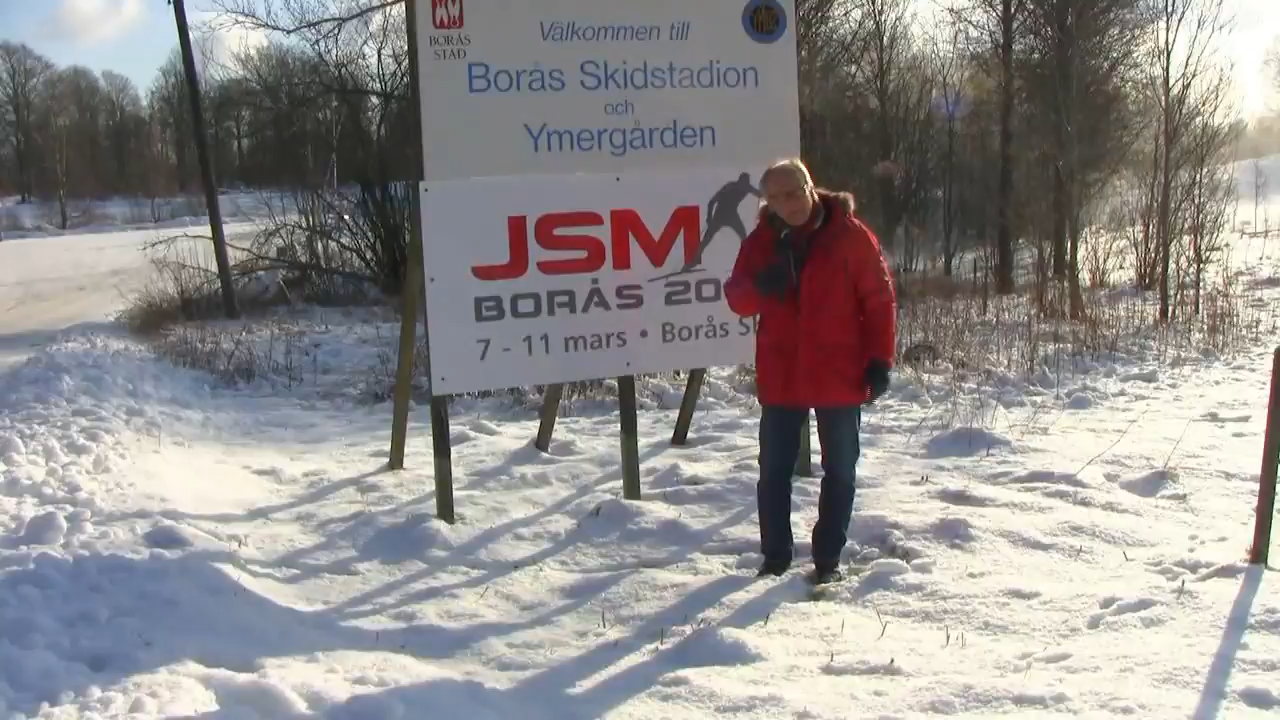 BORÅS
STAD
Välkommen till
Borås Skidstadion
och
Ymergården
JSM
BORÅS 20
7 - 11 mars • Borås